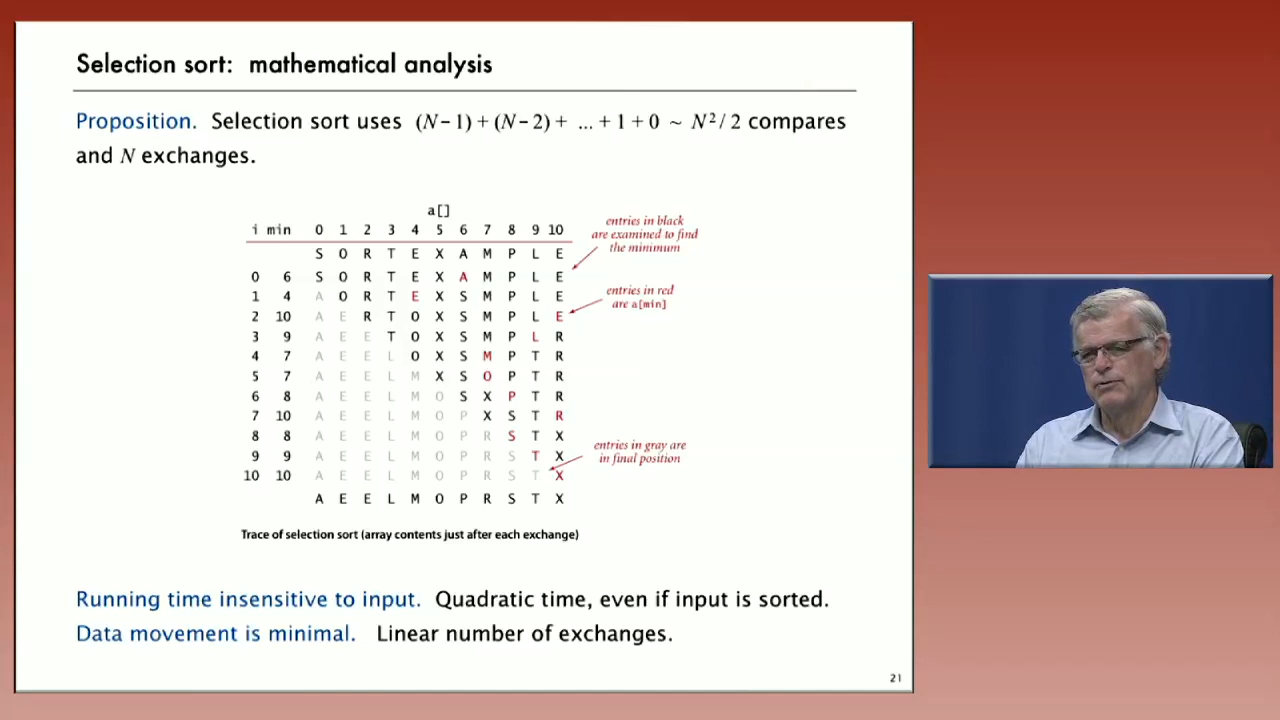 Selection sort: mathematical analysis
Proposition. Selection sort uses (N – 1) + (N – 2) + ... + 1 + 0 ~ N² / 2 compares
and N exchanges.
a[]
i min 0 1 2 3 4 5 6 7 8 9 10
S O R T E X A M P L E
0 6 S O R T E X A M P L E
1 4 A O R T E X S M P L E
2 10 A E R T O X S M P L E
3 9 A E E T O X S M P L R
4 7 A E E L O X S M P T R
5 7 A E E L M X S O P T R
6 8 A E E L M O S X P T R
7 10 A E E L M O P X S T R
8 8 A E E L M O P R S T X
9 9 A E E L M O P R S T X
10 10 A E E L M O P R S T X
A E E L M O P R S T X
entries in black
are examined to find
the minimum
entries in red
are a[min]
entries in gray are
in final position
Trace of selection sort (array contents just after each exchange)
Running time insensitive to input. Quadratic time, even if input is sorted.
Data movement is minimal. Linear number of exchanges.
21